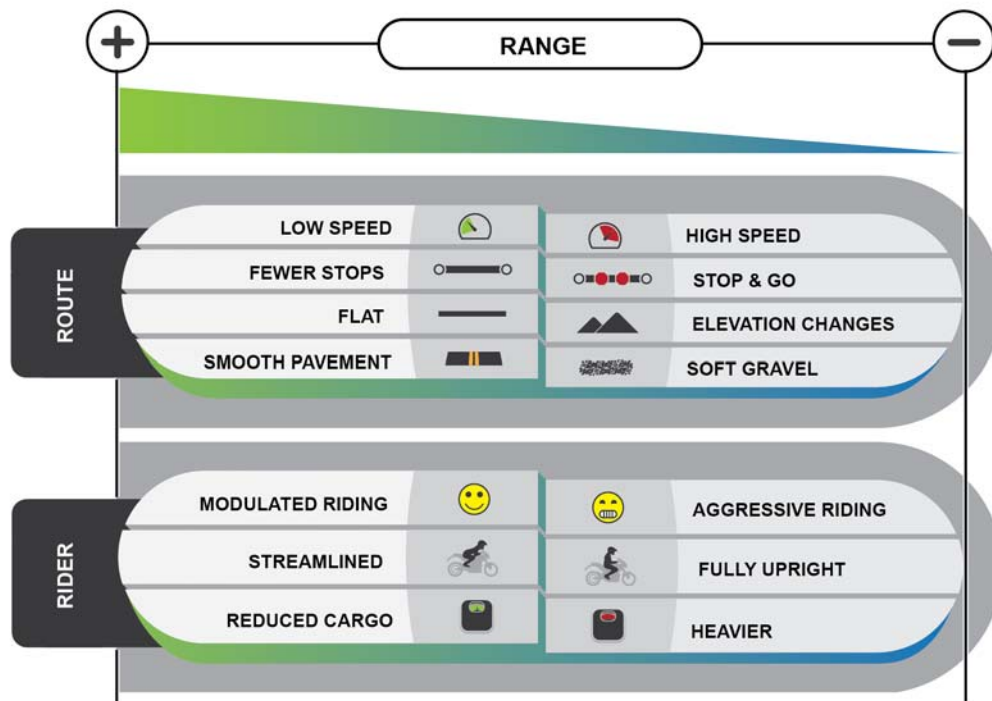 RANGE
ROUTE
LOW SPEED
HIGH SPEED
FEWER STOPS
STOP & GO
FLAT
ELEVATION CHANGES
SMOOTH PAVEMENT
SOFT GRAVEL
RIDER
MODULATED RIDING
AGGRESSIVE RIDING
STREAMLINED
FULLY UPRIGHT
REDUCED CARGO
HEAVIER